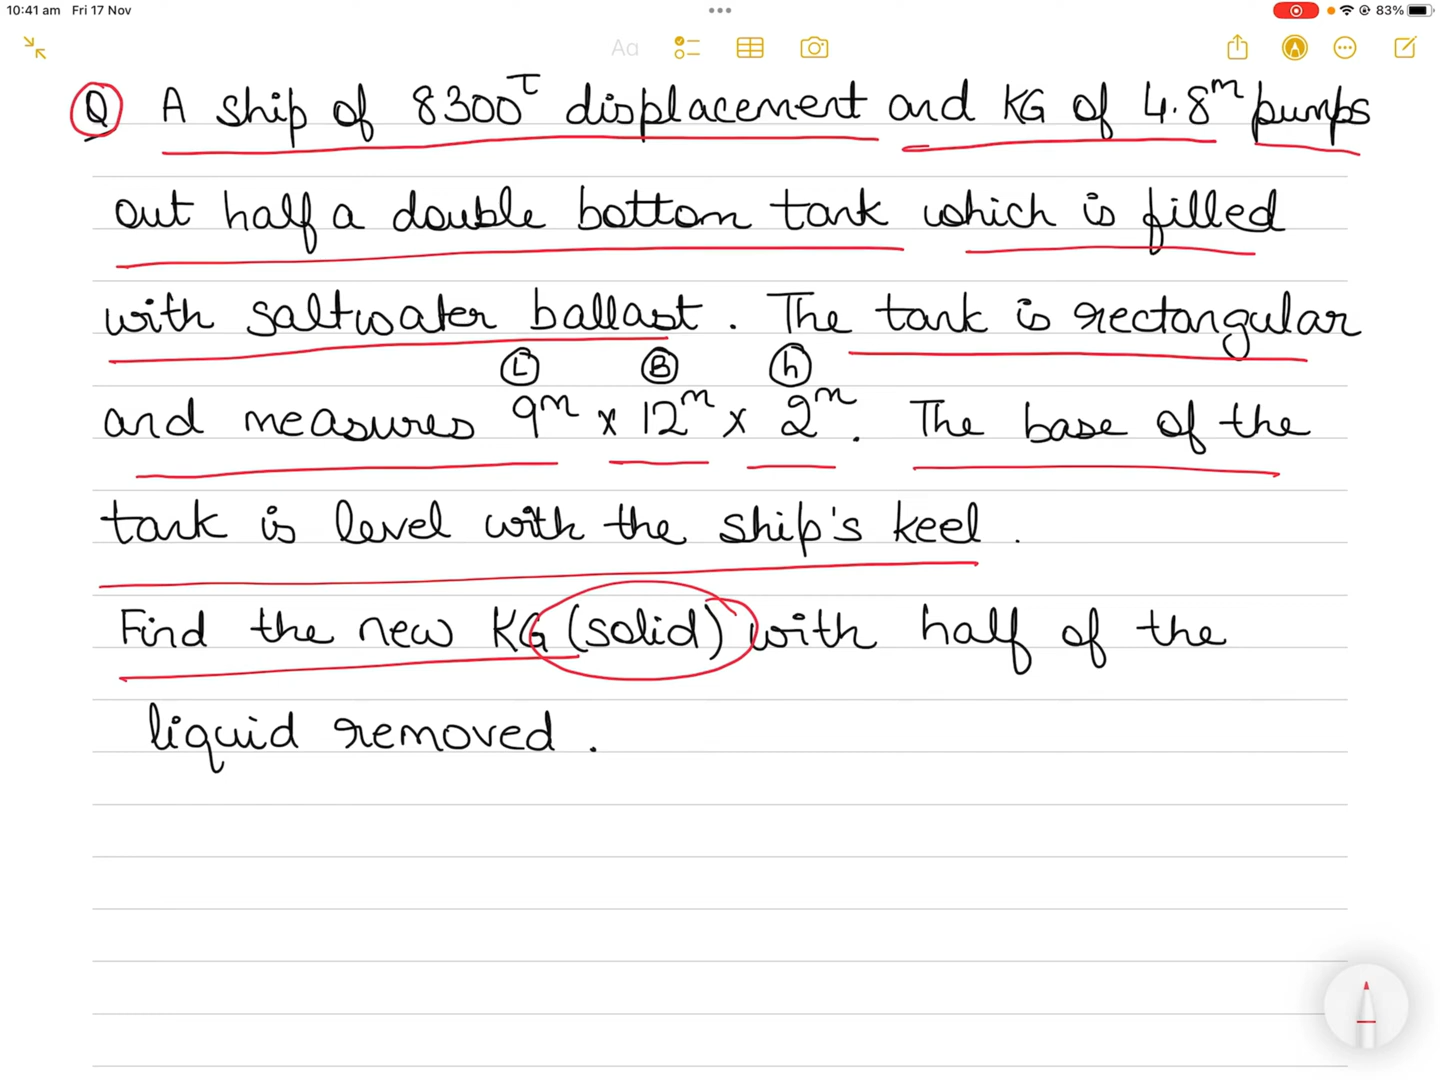 10:41 am Fri 17 Nov
83%
Aa
Q A ship of 8300T displacement and KG of 4.8m pumps
out half a double bottom tank which is filled
with saltwater ballast. The tank is rectangular
L B h
and measures 9m x 12m x 2m. The base of the
tank is level with the ship's keel.
Find the new KG (solid) with half of the
liquid removed.